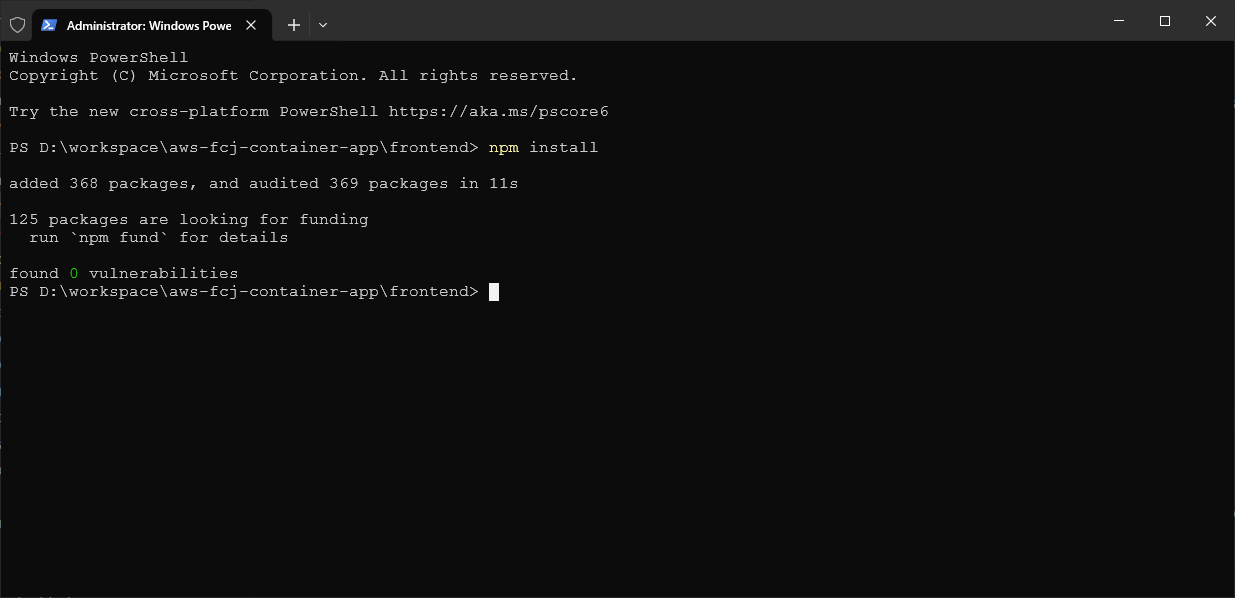 Administrator: Windows Powe
Windows PowerShell
Copyright (C) Microsoft Corporation. All rights reserved.
Try the new cross-platform PowerShell https://aka.ms/pscore6
PS D:\workspace\aws-fcj-container-app\frontend> npm install
added 368 packages, and audited 369 packages in 11s
125 packages are looking for funding
  run `npm fund` for details
found 0 vulnerabilities
PS D:\workspace\aws-fcj-container-app\frontend>